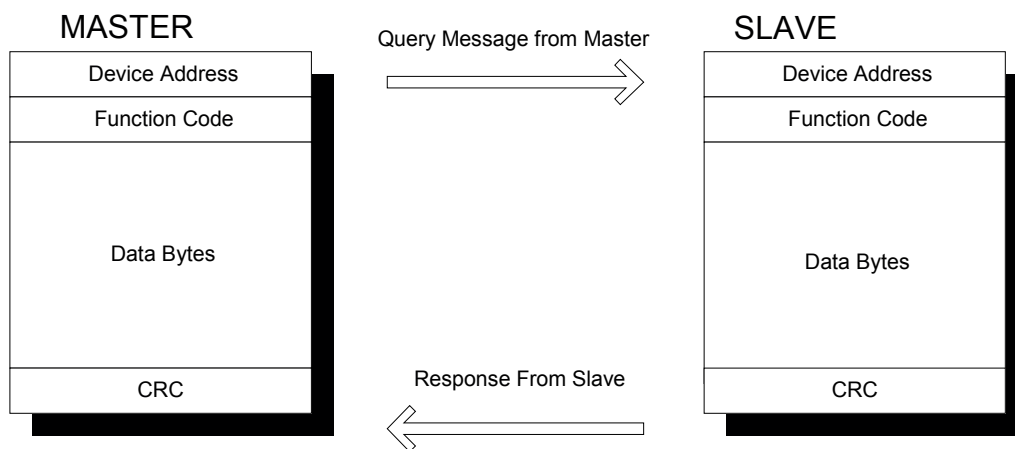 MASTER
Query Message from Master
SLAVE
Device Address
Device Address
Function Code
Function Code
Data Bytes
Data Bytes
Response From Slave
CRC
CRC